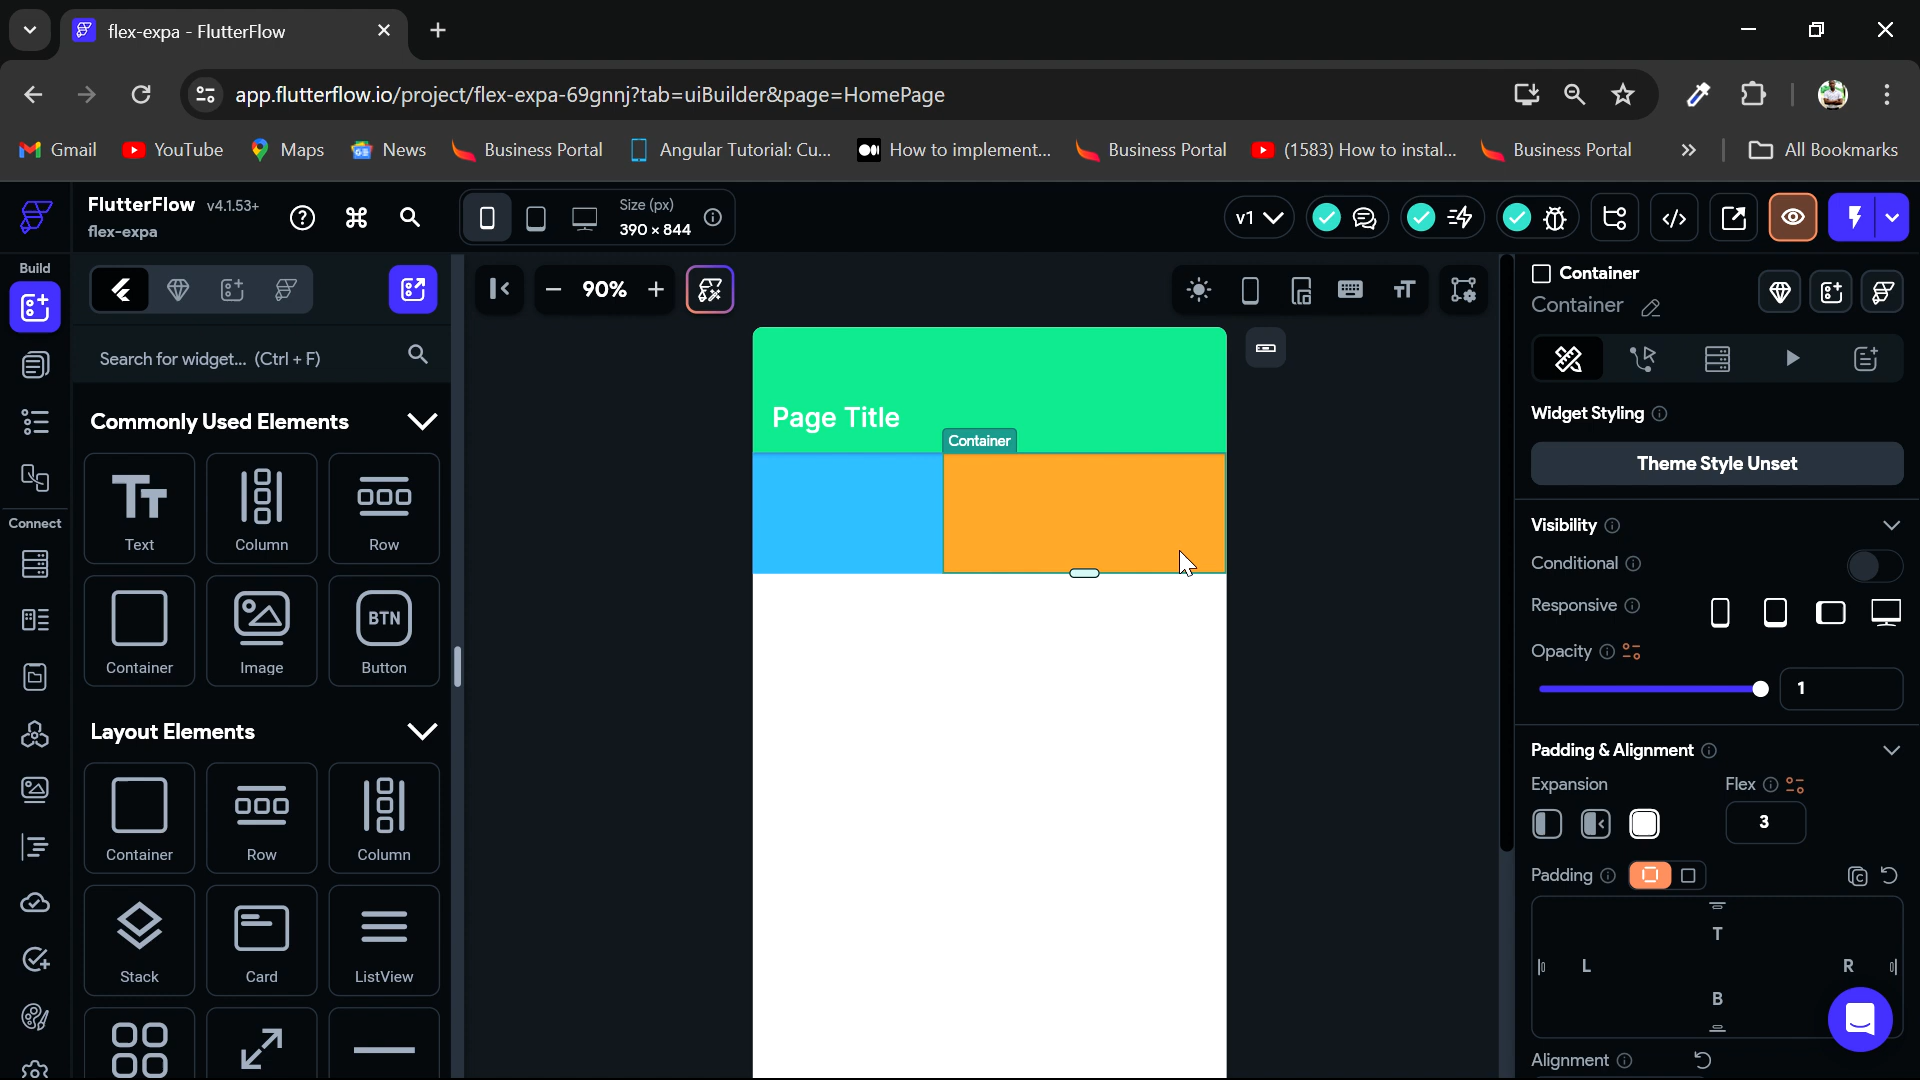 flex-expa - FlutterFlow
app.flutterflow.io/project/flex-expa-69gnnj?tab=uiBuilder&page=HomePage
Gmail
YouTube
Maps
News
Business Portal
Angular Tutorial: Cu...
How to implement...
Business Portal
(1583) How to instal...
Business Portal
All Bookmarks
FlutterFlow v4.1.53+
flex-expa
Size (px)
390 × 844
v1
Build
Connect
90%
Search for widget... (Ctrl + F)
Commonly Used Elements
Text
Column
Row
Container
Image
BTN
Button
Layout Elements
Container
Row
Column
Stack
Card
ListView
Page Title
Container
Container
Container
Widget Styling
Theme Style Unset
Visibility
Conditional
Responsive
Opacity
1
Padding & Alignment
Expansion
Flex
3
Padding
T
L
R
B
Alignment